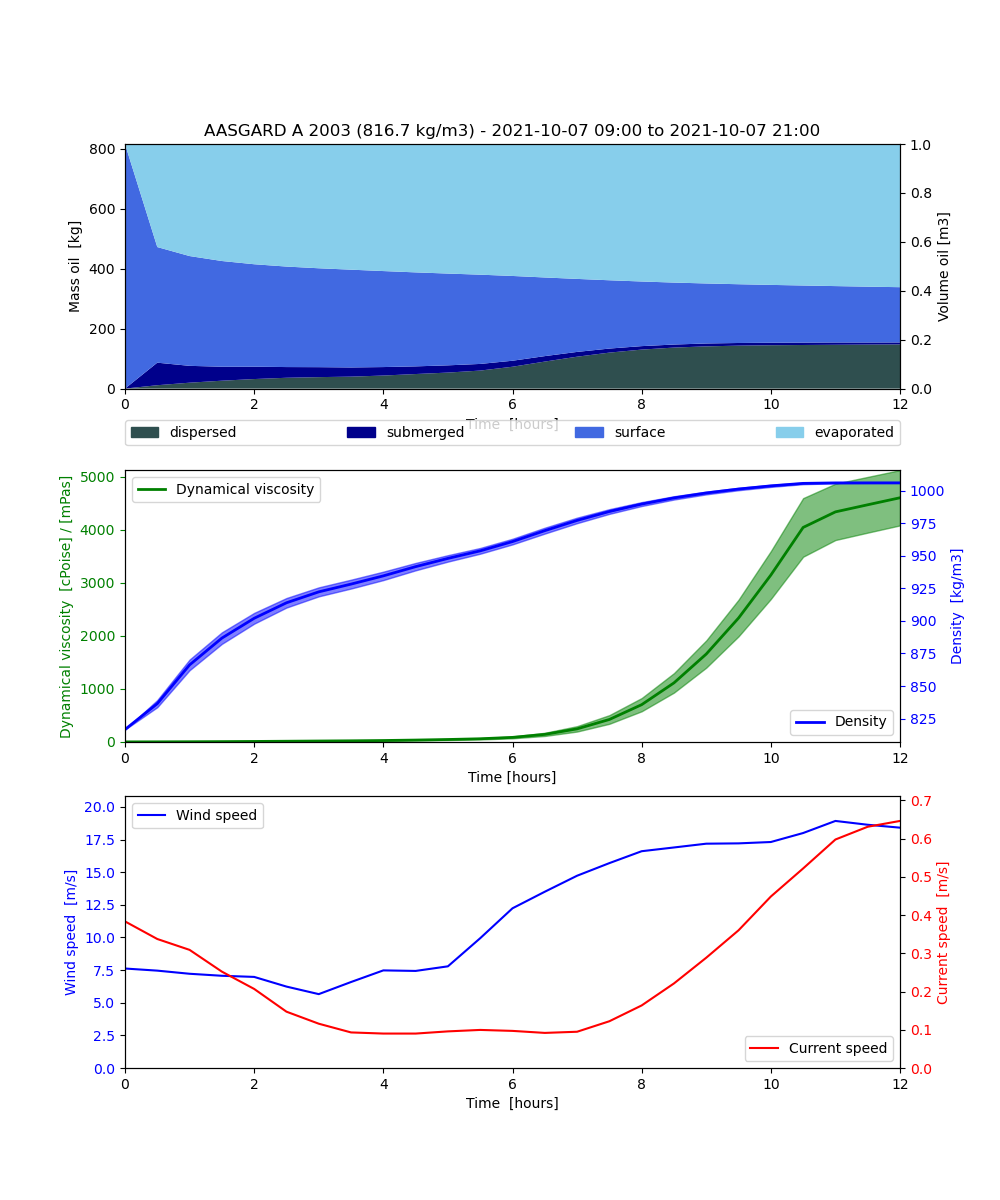 AASGARD A 2003 (816.7 kg/m3) - 2021-10-07 09:00 to 2021-10-07 21:00
Mass oil [kg]
800
600
400
200
0
Volume oil [m3]
1.0
0.8
0.6
0.4
0.2
0.0
0 2 4 6 8 10 12
Time [hours]
dispersed submerged surface evaporated
Dynamical viscosity [cPoise] / [mPas]
5000
4000
3000
2000
1000
0
Dynamical viscosity
Density [kg/m3]
1000
975
950
925
900
875
850
825
Density
0 2 4 6 8 10 12
Time [hours]
Wind speed [m/s]
20.0
17.5
15.0
12.5
10.0
7.5
5.0
2.5
0.0
Wind speed
Current speed [m/s]
0.7
0.6
0.5
0.4
0.3
0.2
0.1
0.0
Current speed
0 2 4 6 8 10 12
Time [hours]